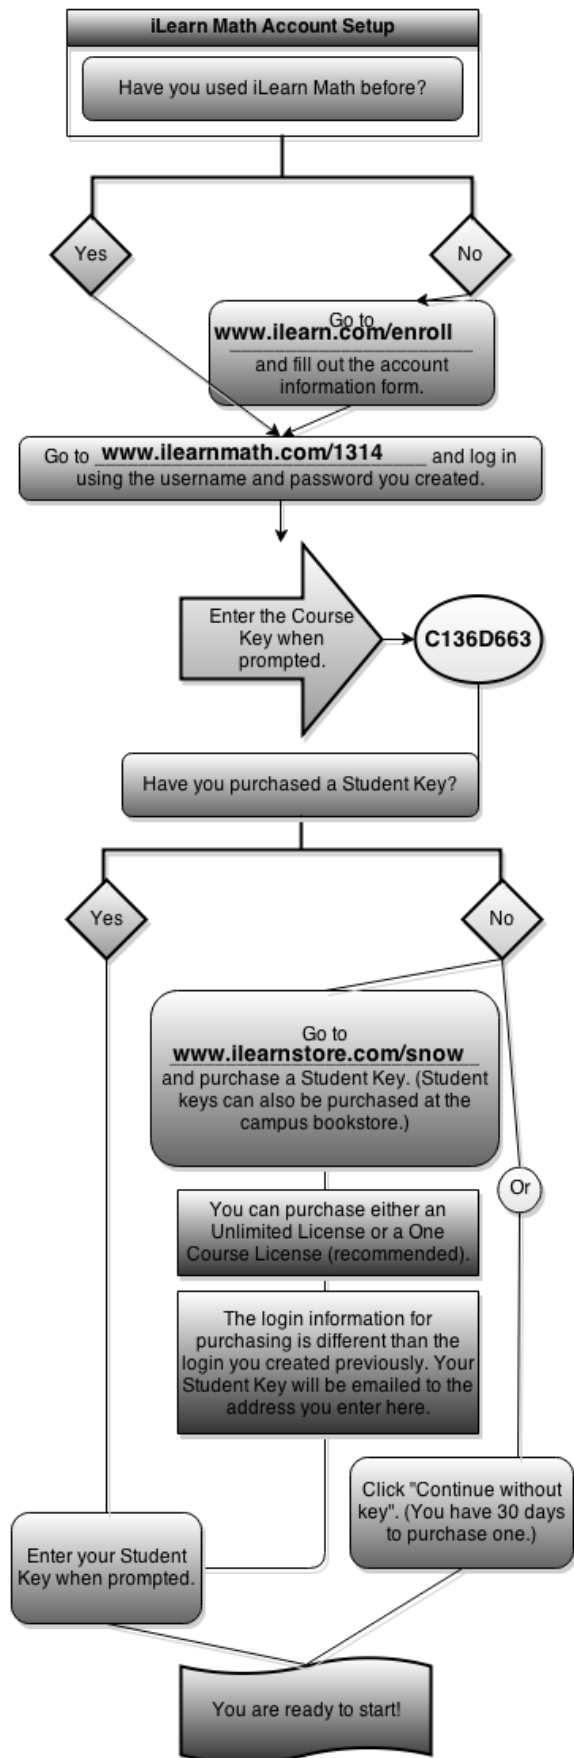 iLearn Math Account Setup
Have you used iLearn Math before?
Yes
No
Go to
www.ilearn.com/enroll
and fill out the account
information form.
Go to www.ilearnmath.com/1314 and log in
using the username and password you created.
Enter the Course
Key when
prompted.
C136D663
Have you purchased a Student Key?
Yes
No
Go to
www.ilearnstore.com/snow
and purchase a Student Key. (Student
keys can also be purchased at the
campus bookstore.)
Or
You can purchase either an
Unlimited License or a One
Course License (recommended).
The login information for
purchasing is different than the
login you created previously. Your
Student Key will be emailed to the
address you enter here.
Click "Continue without
key". (You have 30 days
to purchase one.)
Enter your Student
Key when prompted.
You are ready to start!